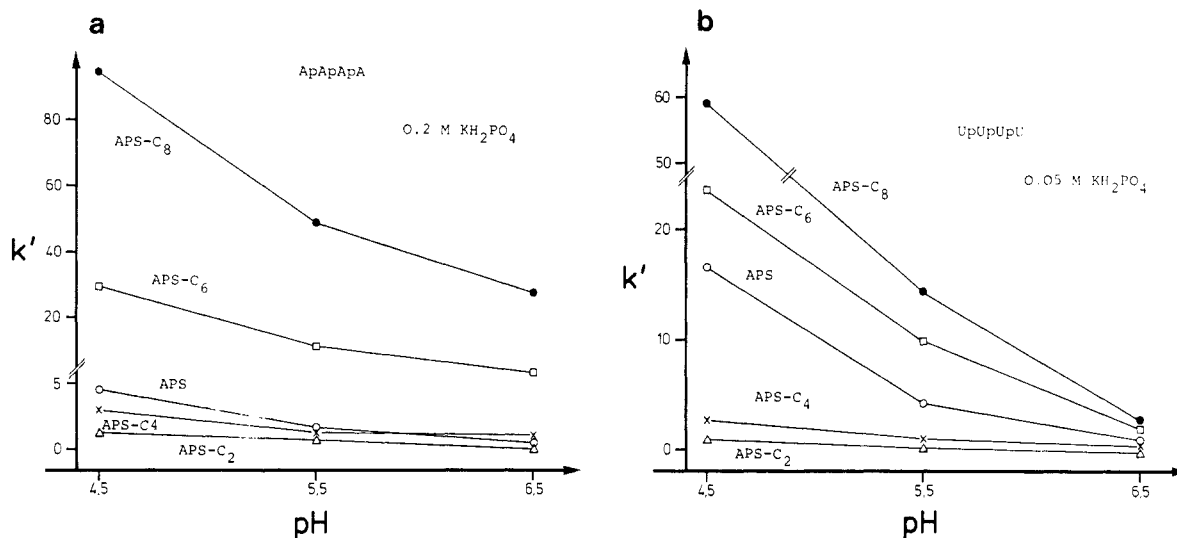 a
ApApApA
0.2 M KH₂PO₄
80
60
40
20
5
0
k'
APS-C₈
APS-C₆
APS
APS-C4
APS-C₂
4,5
5,5
6,5
pH
b
UpUpUpU
0.05 M KH₂PO₄
60
50
20
10
0
k'
APS-C₈
APS-C₆
APS
APS-C₄
APS-C₂
4,5
5,5
6,5
pH